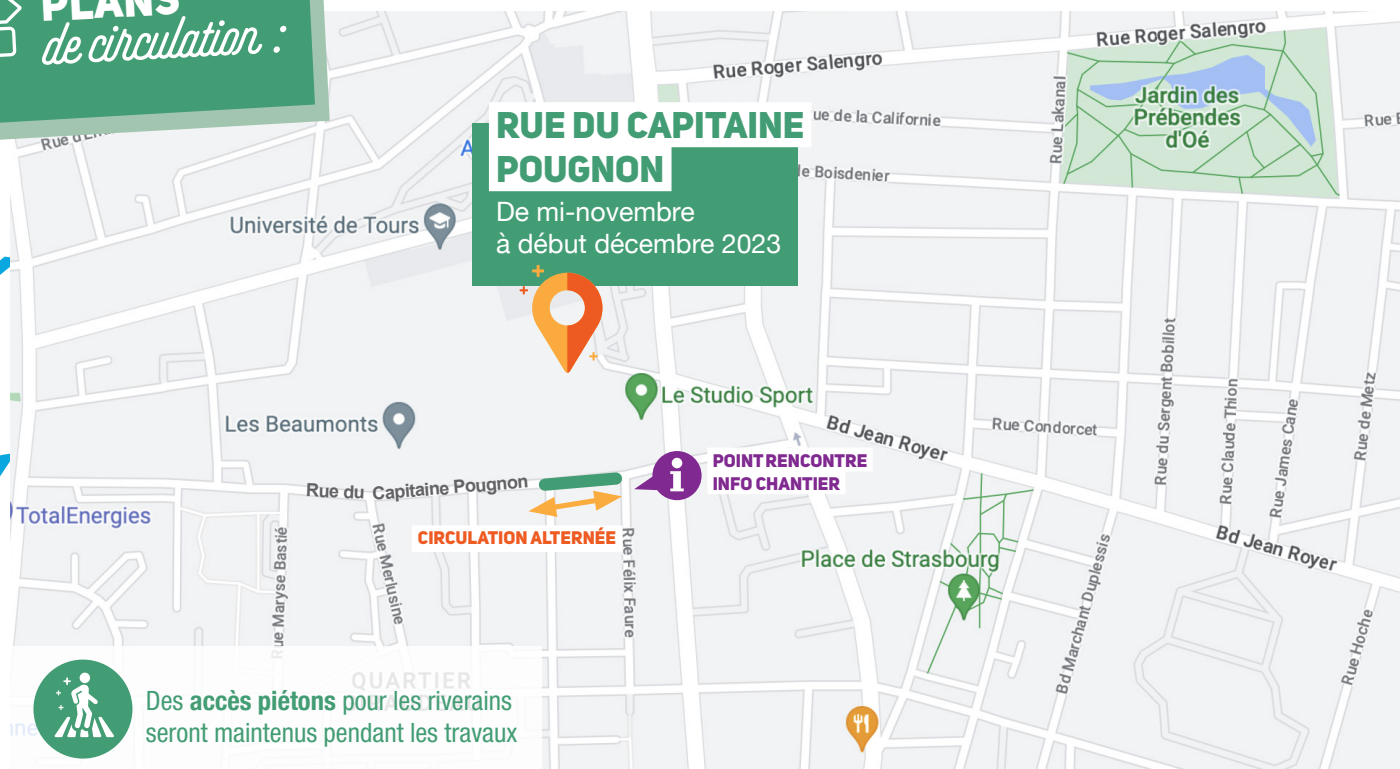 PLANS
de circulation :
Rue Roger Salengro
Rue Roger Salengro
Rue Lakanal
Jardin des
Prébendes
d'Oé
ue de la Californie
le Boisdenier
Rue
RUE DU CAPITAINE
POUGNON
De mi-novembre
à début décembre 2023
Université de Tours
Le Studio Sport
Les Beaumonts
Bd Jean Royer
Rue Condorcet
Rue du Sergent Bobillot
Rue Claude Thion
Rue James Cane
Rue de Metz
POINT RENCONTRE
INFO CHANTIER
Rue du Capitaine Pougnon
TotalEnergies
CIRCULATION ALTERNÉE
Rue Maryse Bastié
Rue Merlusine
Rue Félix Faure
Place de Strasbourg
Bd Jean Royer
Bd Marchant Duplessis
Rue Hoche
QUARTIER
Des accès piétons pour les riverains
seront maintenus pendant les travaux